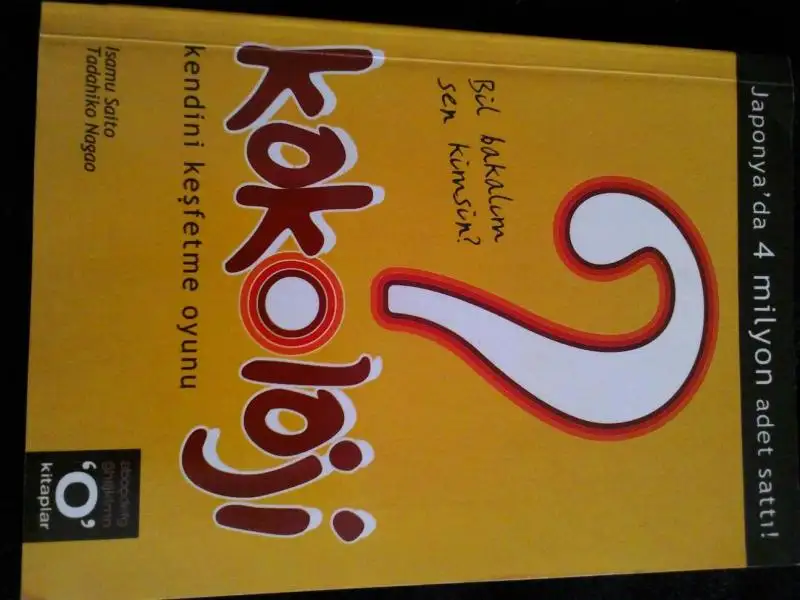 Japonya'da 4 milyon adet sattı!
Bil bakalım
sen kimsin?
kokoloji
kendini keşfetme oyunu
Isamu Saito
Tadahiko Nagao
'O'
kitaplar